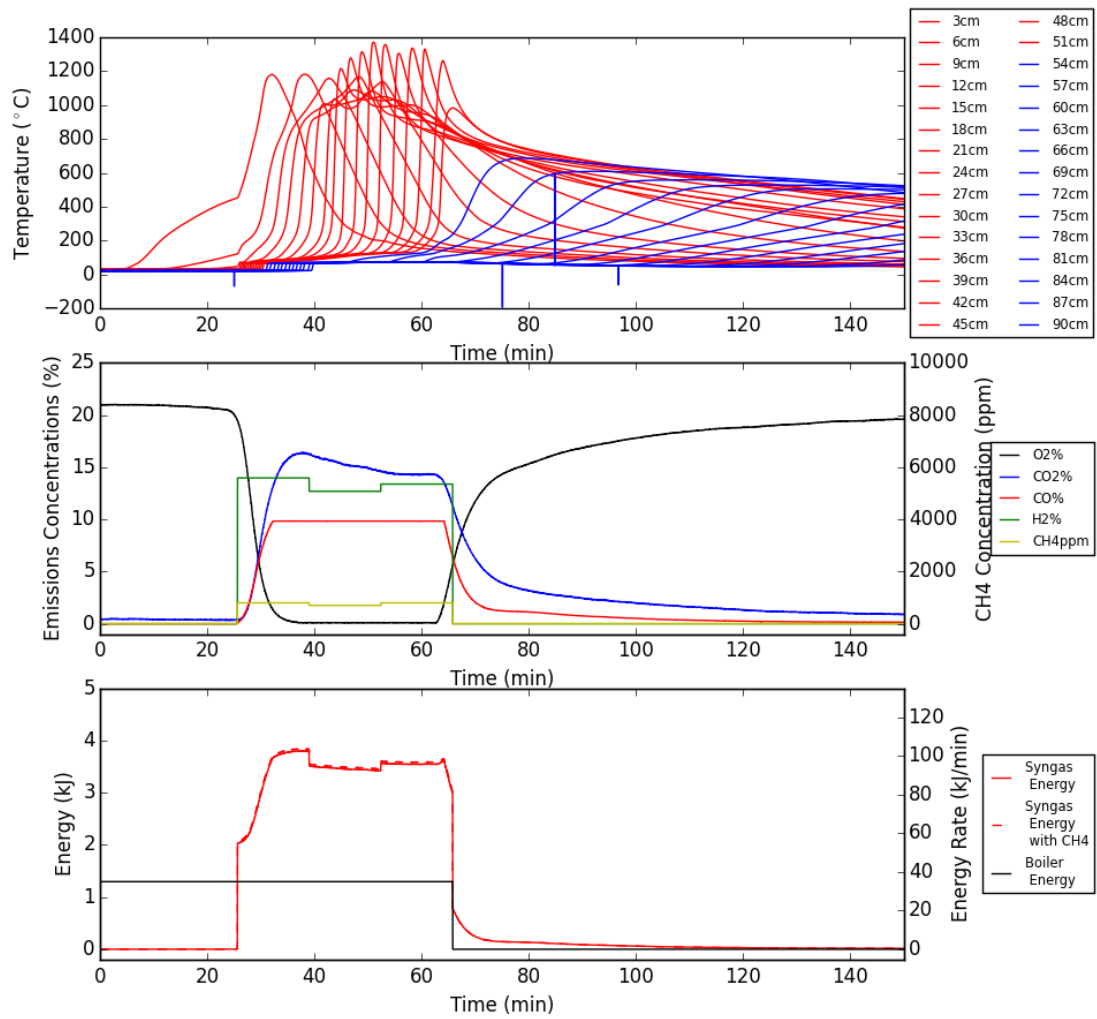 1400
1200
1000
800
600
400
200
0
−200
Temperature (°C)
0 20 40 60 80 100 120 140
Time (min)
3cm 48cm
6cm 51cm
9cm 54cm
12cm 57cm
15cm 60cm
18cm 63cm
21cm 66cm
24cm 69cm
27cm 72cm
30cm 75cm
33cm 78cm
36cm 81cm
39cm 84cm
42cm 87cm
45cm 90cm
25
20
15
10
5
0
Emissions Concentrations (%)
0 20 40 60 80 100 120 140
Time (min)
10000
8000
6000
4000
2000
0
CH4 Concentration (ppm)
O2%
CO2%
CO%
H2%
CH4ppm
5
4
3
2
1
0
Energy (kJ)
0 20 40 60 80 100 120 140
Time (min)
120
100
80
60
40
20
0
Energy Rate (kJ/min)
Syngas
Energy
Syngas
Energy
with CH4
Boiler
Energy